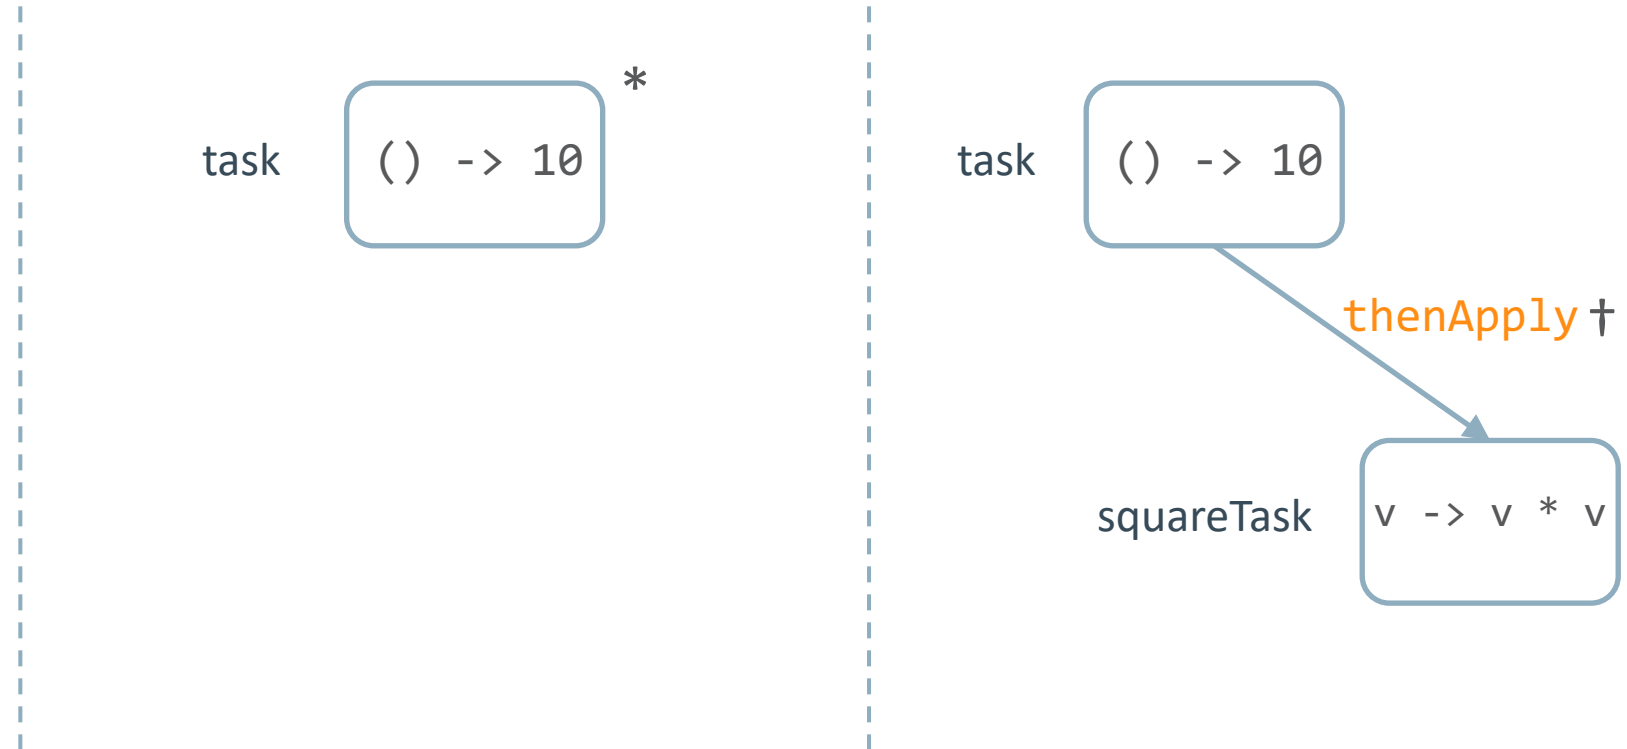 *
task () -> 10
task () -> 10
thenApply †
squareTask v -> v * v